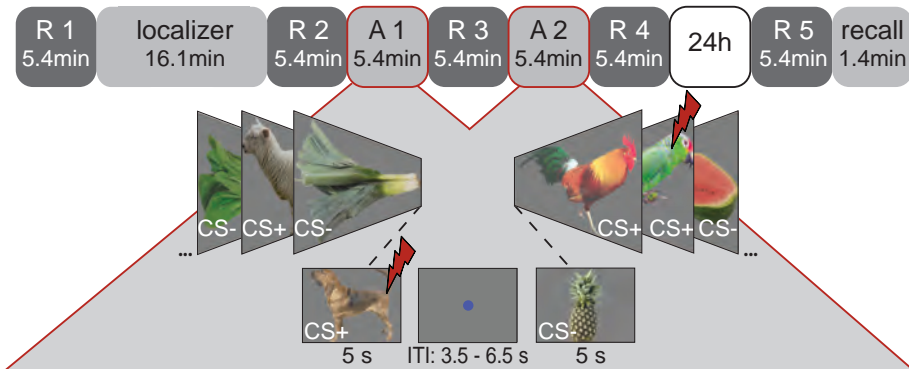 R 1
5.4min
localizer
16.1min
R 2
5.4min
A 1
5.4min
R 3
5.4min
A 2
5.4min
R 4
5.4min
24h
R 5
5.4min
recall
1.4min
CS-
CS+
CS-
CS+
CS+
CS-
...
...
CS+
CS-
5 s
ITI: 3.5 - 6.5 s
5 s